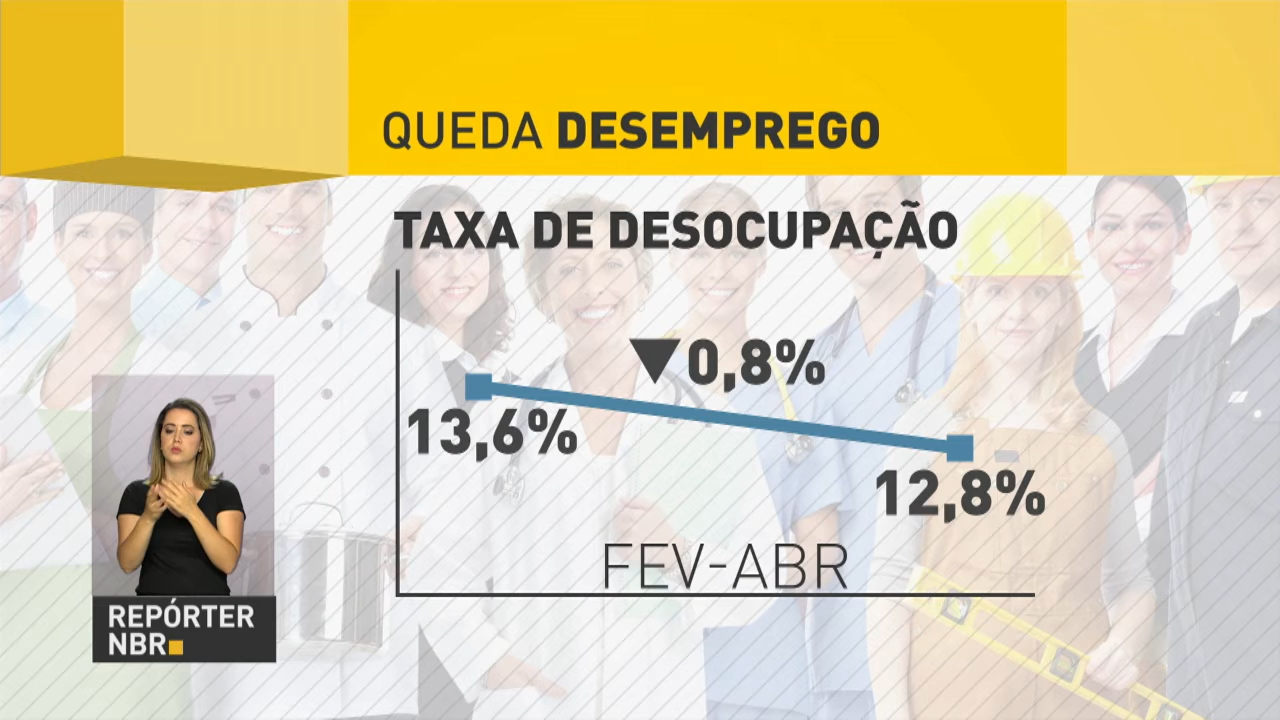 QUEDA DESEMPREGO
TAXA DE DESOCUPAÇÃO
▼0,8%
13,6%
12,8%
FEV-ABR
REPÓRTER
NBR